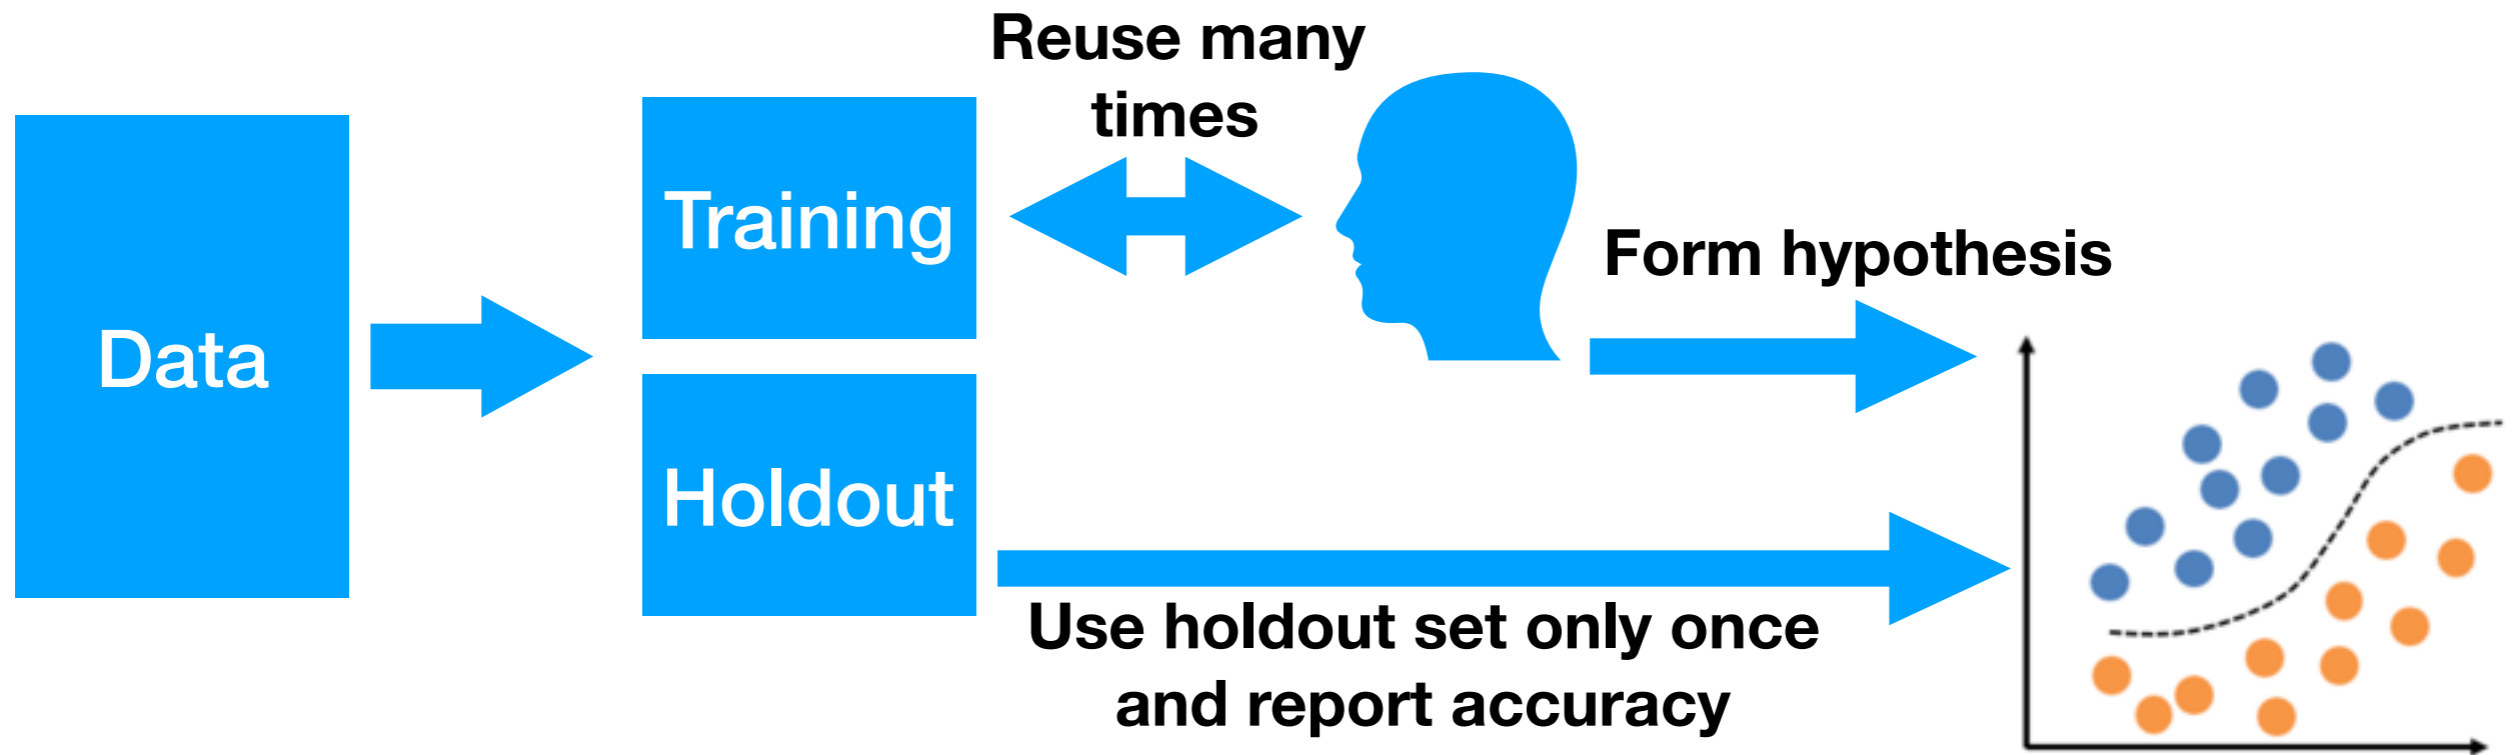 Data
Training
Holdout
Reuse many
times
Form hypothesis
Use holdout set only once
and report accuracy